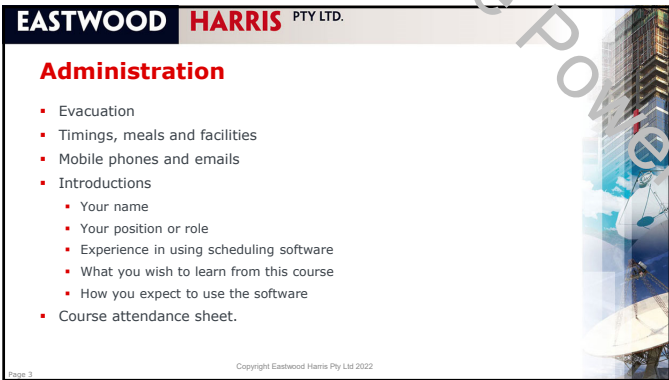 EASTWOOD HARRIS PTY LTD.
Administration
▪ Evacuation
▪ Timings, meals and facilities
▪ Mobile phones and emails
▪ Introductions
▪ Your name
▪ Your position or role
▪ Experience in using scheduling software
▪ What you wish to learn from this course
▪ How you expect to use the software
▪ Course attendance sheet.
Copyright Eastwood Harris Pty Ltd 2022
Page 3